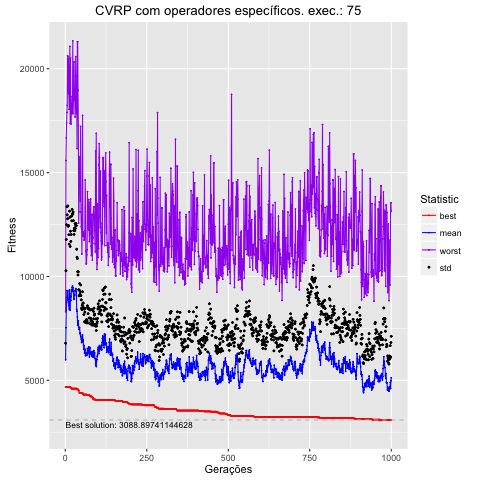 CVRP com operadores específicos. exec.: 75
Fitness
20000
15000
10000
5000
Best solution: 3088.89741144628
0
250
500
750
1000
Gerações
Statistic
best
mean
worst
std